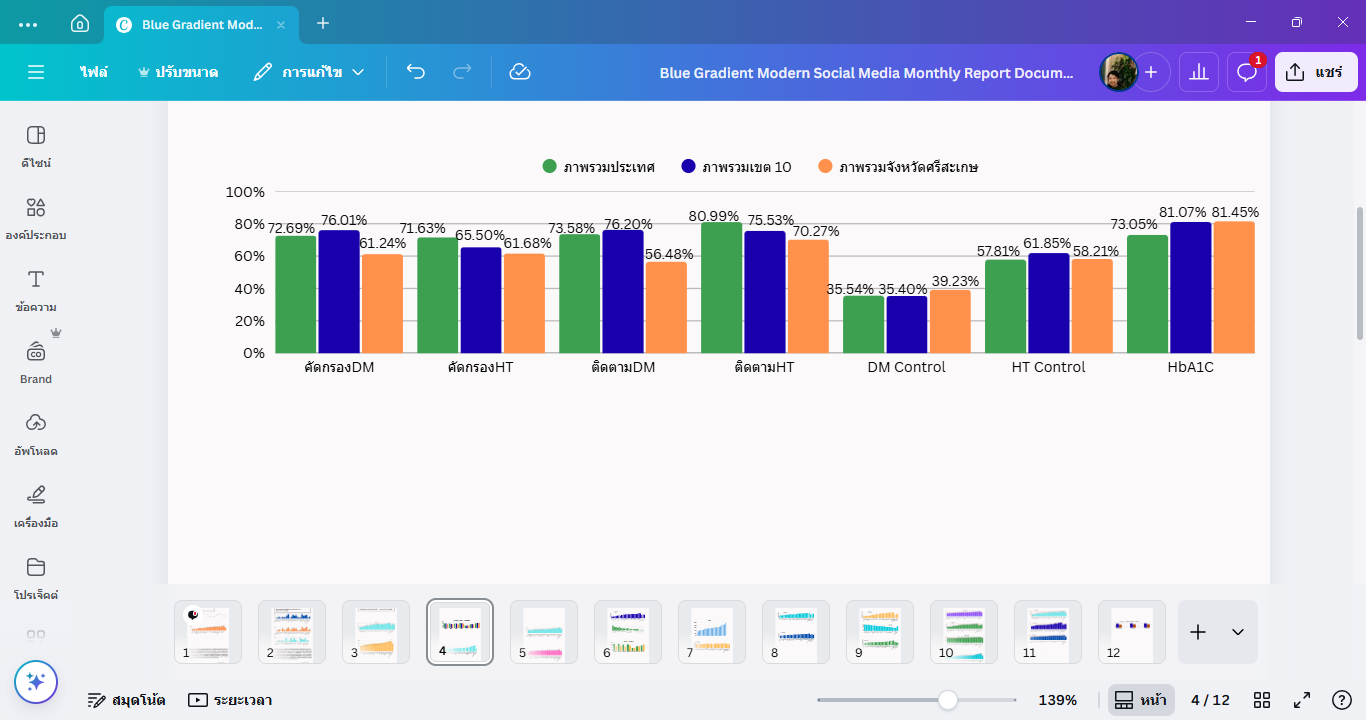 Blue Gradient Mod...
ไฟล์
ปรับขนาด
การแก้ไข
Blue Gradient Modern Social Media Monthly Report Docum...
1
แชร์
ดีไซน์
องค์ประกอบ
ข้อความ
Brand
อัพโหลด
เครื่องมือ
โปรเจ็คต์
ภาพรวมประเทศ ภาพรวมเขต 10 ภาพรวมจังหวัดศรีสะเกษ
100%
80%
60%
40%
20%
0%
72.69% 76.01% 61.24%
71.63% 65.50% 61.68%
73.58% 76.20% 56.48%
80.99% 75.53% 70.27%
35.54% 35.40% 39.23%
57.81% 61.85% 58.21%
73.05% 81.07% 81.45%
คัดกรองDM คัดกรองHT ติดตามDM ติดตามHT DM Control HT Control HbA1C
1 2 3 4 5 6 7 8 9 10 11 12
สมุดโน้ต
ระยะเวลา
139%
หน้า
4 / 12